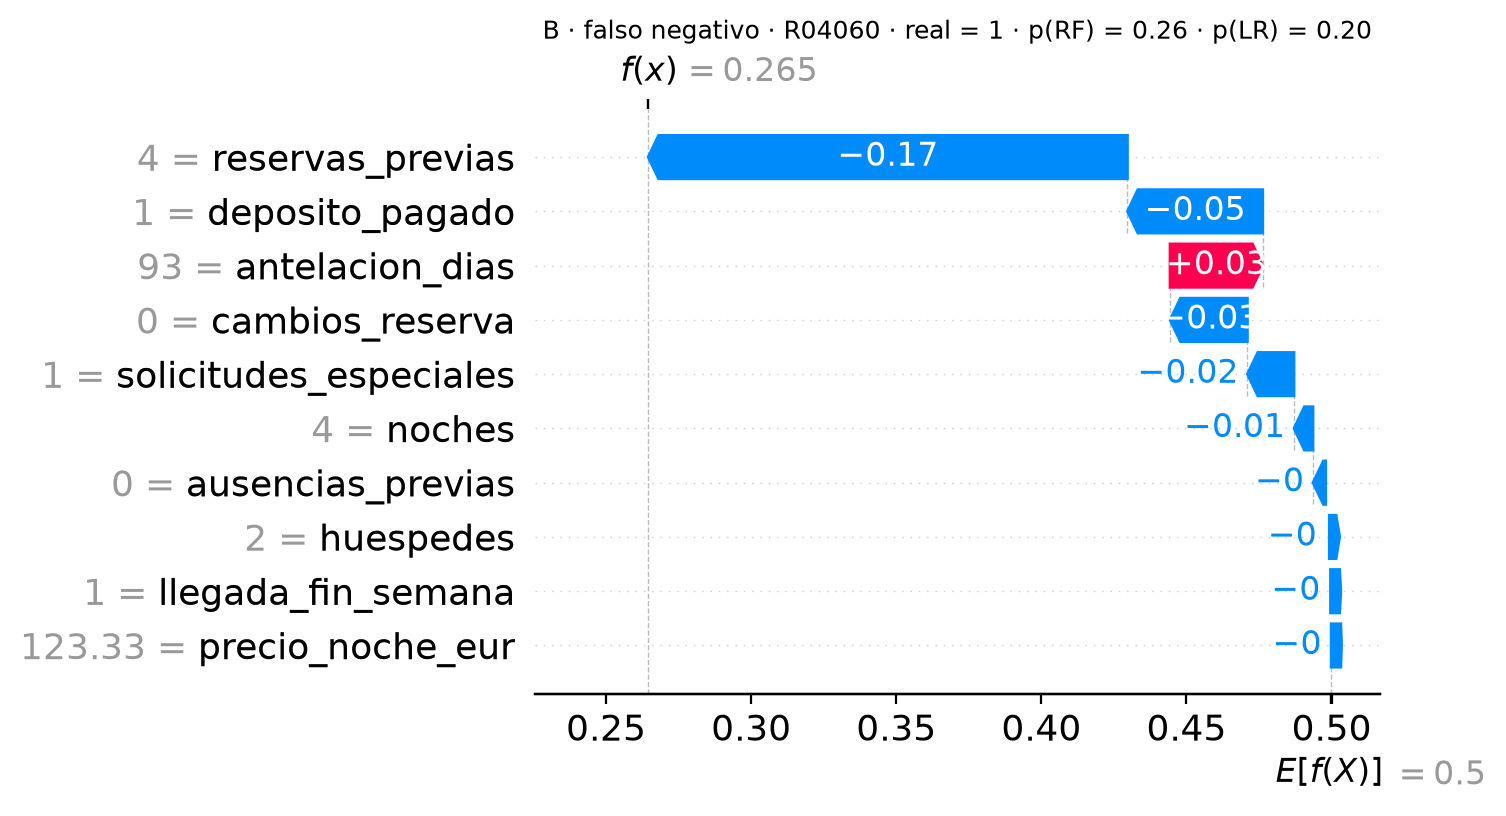 B · falso negativo · R04060 · real = 1 · p(RF) = 0.26 · p(LR) = 0.20
f(x) = 0.265
4 = reservas_previas −0.17
1 = deposito_pagado −0.05
93 = antelacion_dias +0.03
0 = cambios_reserva −0.03
1 = solicitudes_especiales −0.02
4 = noches −0.01
0 = ausencias_previas −0
2 = huespedes −0
1 = llegada_fin_semana −0
123.33 = precio_noche_eur −0
0.25 0.30 0.35 0.40 0.45 0.50
E[f(X)] = 0.5